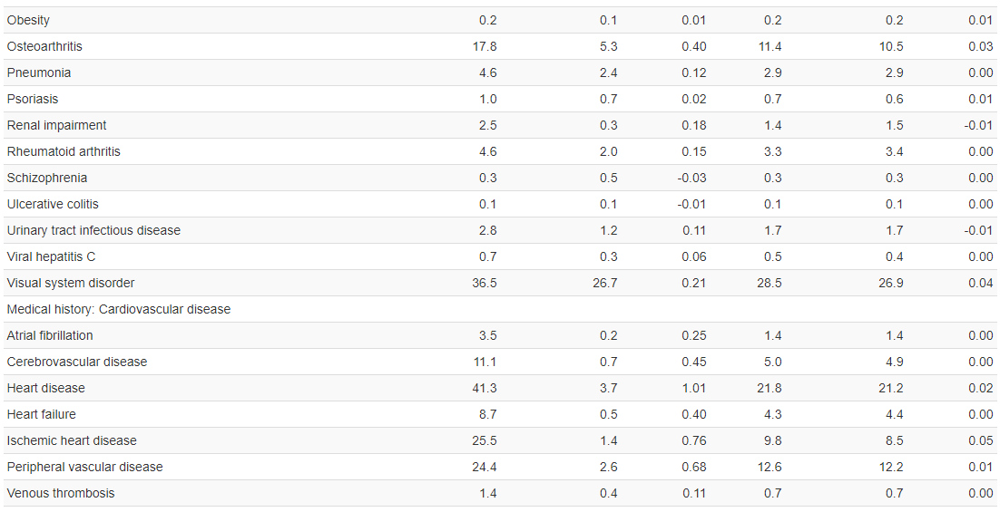 Obesity 0.2 0.1 0.01 0.2 0.2 0.01
Osteoarthritis 17.8 5.3 0.40 11.4 10.5 0.03
Pneumonia 4.6 2.4 0.12 2.9 2.9 0.00
Psoriasis 1.0 0.7 0.02 0.7 0.6 0.01
Renal impairment 2.5 0.3 0.18 1.4 1.5 -0.01
Rheumatoid arthritis 4.6 2.0 0.15 3.3 3.4 0.00
Schizophrenia 0.3 0.5 -0.03 0.3 0.3 0.00
Ulcerative colitis 0.1 0.1 -0.01 0.1 0.1 0.00
Urinary tract infectious disease 2.8 1.2 0.11 1.7 1.7 -0.01
Viral hepatitis C 0.7 0.3 0.06 0.5 0.4 0.00
Visual system disorder 36.5 26.7 0.21 28.5 26.9 0.04
Medical history: Cardiovascular disease
Atrial fibrillation 3.5 0.2 0.25 1.4 1.4 0.00
Cerebrovascular disease 11.1 0.7 0.45 5.0 4.9 0.00
Heart disease 41.3 3.7 1.01 21.8 21.2 0.02
Heart failure 8.7 0.5 0.40 4.3 4.4 0.00
Ischemic heart disease 25.5 1.4 0.76 9.8 8.5 0.05
Peripheral vascular disease 24.4 2.6 0.68 12.6 12.2 0.01
Venous thrombosis 1.4 0.4 0.11 0.7 0.7 0.00